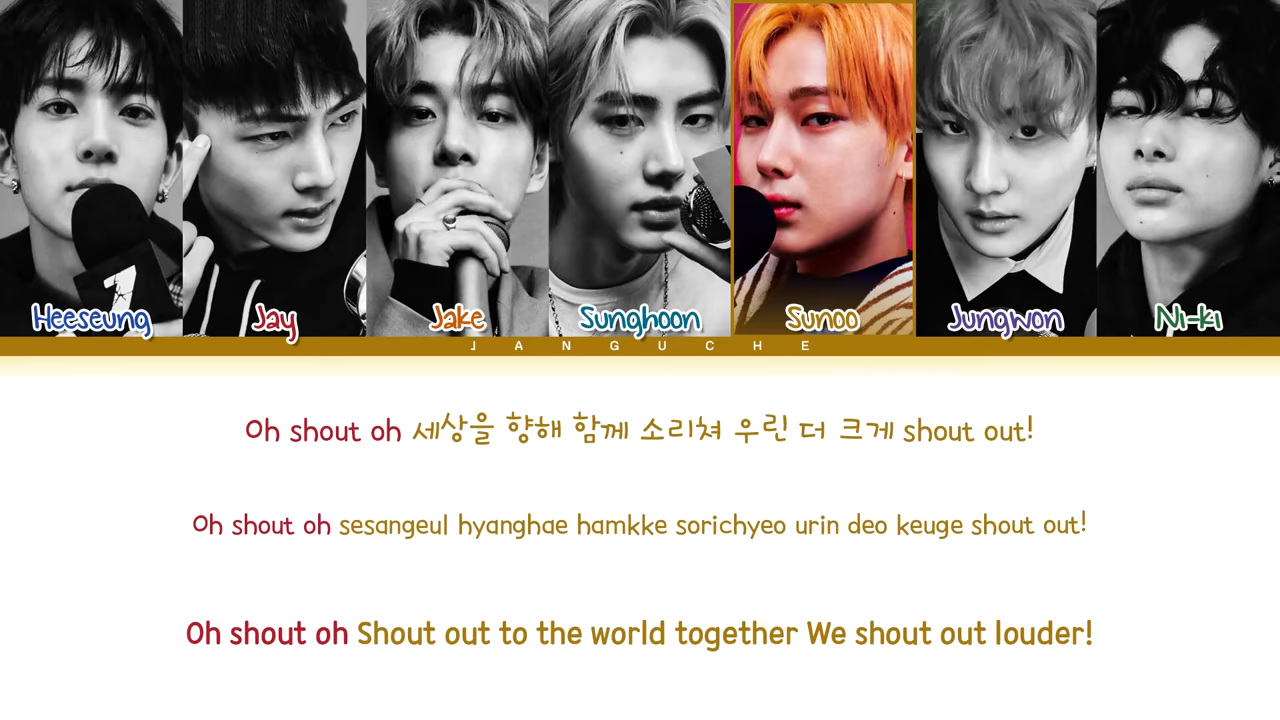 Heeseung Jay Jake Sunghoon Sunoo Jungwon Ni-ki
JANGUCHE
Oh shout oh 세상을 향해 함께 소리쳐 우린 더 크게 shout out!
Oh shout oh sesangeul hyanghae hamkke sorichyeo urin deo keuge shout out!
Oh shout oh Shout out to the world together We shout out louder!